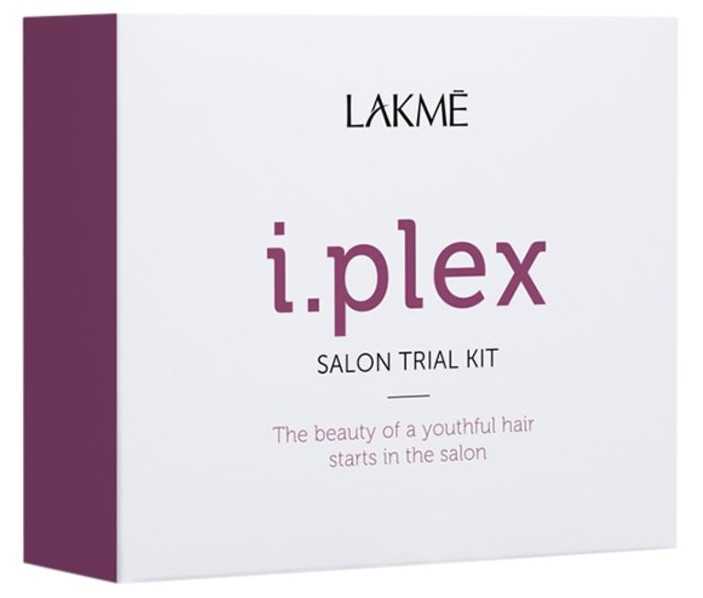 LAKMĒ
i.plex
SALON TRIAL KIT
The beauty of a youthful hair
starts in the salon